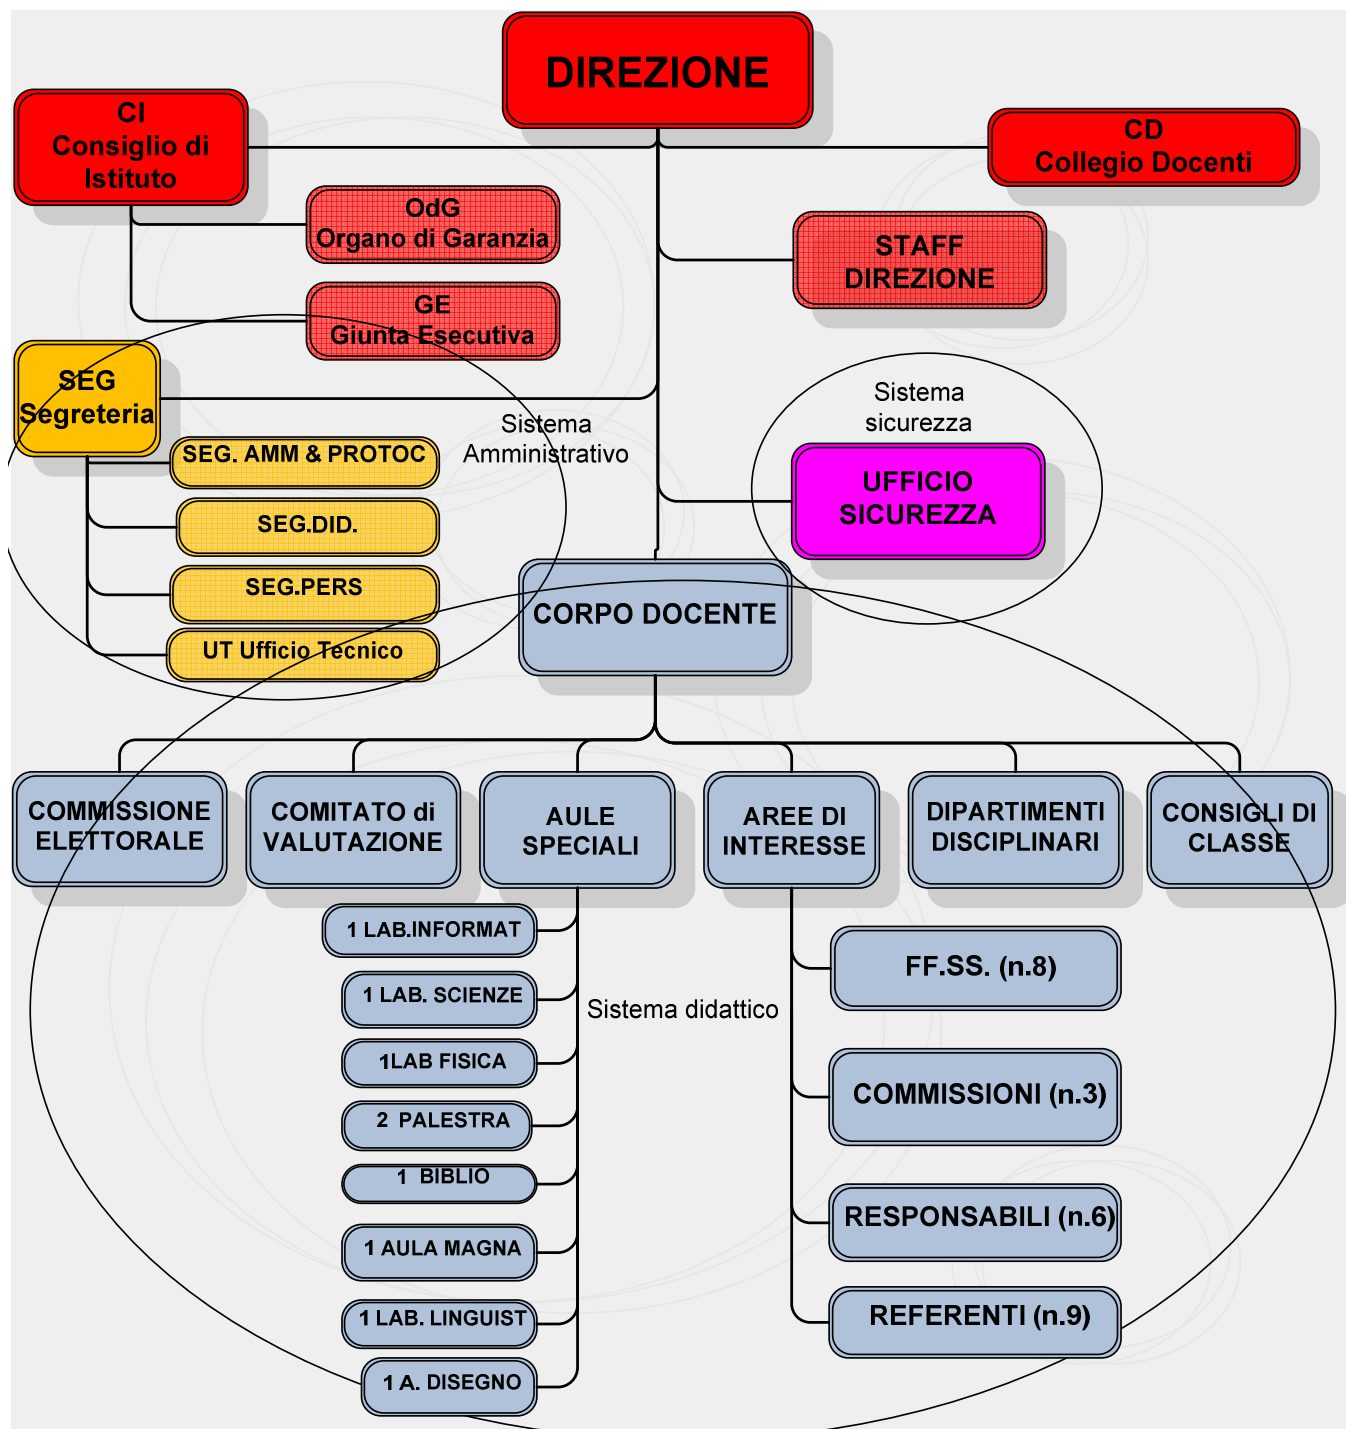 DIREZIONE
CI
Consiglio di
Istituto
CD
Collegio Docenti
OdG
Organo di Garanzia
STAFF
DIREZIONE
GE
Giunta Esecutiva
SEG
Segreteria
Sistema
Amministrativo
Sistema
sicurezza
SEG. AMM & PROTOC
UFFICIO
SICUREZZA
SEG.DID.
SEG.PERS
UT Ufficio Tecnico
CORPO DOCENTE
COMMISSIONE
ELETTORALE
COMITATO di
VALUTAZIONE
AULE
SPECIALI
AREE DI
INTERESSE
DIPARTIMENTI
DISCIPLINARI
CONSIGLI DI
CLASSE
1 LAB.INFORMAT
1 LAB. SCIENZE
1LAB FISICA
2 PALESTRA
1 BIBLIO
1 AULA MAGNA
1 LAB. LINGUIST
1 A. DISEGNO
Sistema didattico
FF.SS. (n.8)
COMMISSIONI (n.3)
RESPONSABILI (n.6)
REFERENTI (n.9)